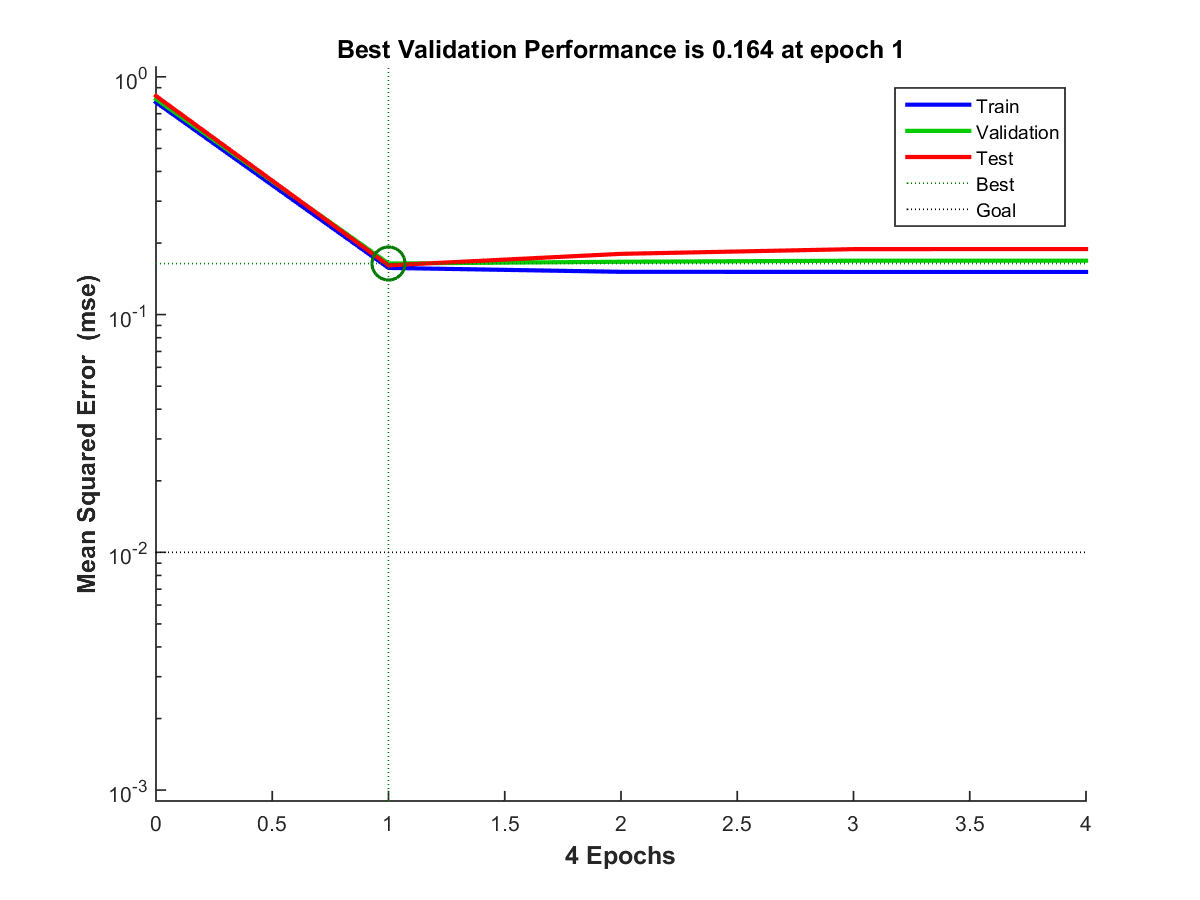 Best Validation Performance is 0.164 at epoch 1
Mean Squared Error (mse)
10^0
10^-1
10^-2
10^-3
Train
Validation
Test
Best
Goal
0 0.5 1 1.5 2 2.5 3 3.5 4
4 Epochs